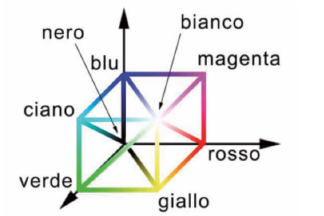 bianco
nero
blu
magenta
ciano
rosso
verde
giallo